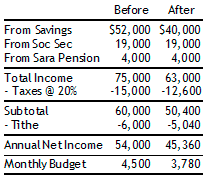 Before After
From Savings $52,000 $40,000
From Soc Sec 19,000 19,000
From Sara Pension 4,000 4,000
Total Income 75,000 63,000
- Taxes @ 20% -15,000 -12,600
Subtotal 60,000 50,400
- Tithe -6,000 -5,040
Annual Net Income 54,000 45,360
Monthly Budget 4,500 3,780